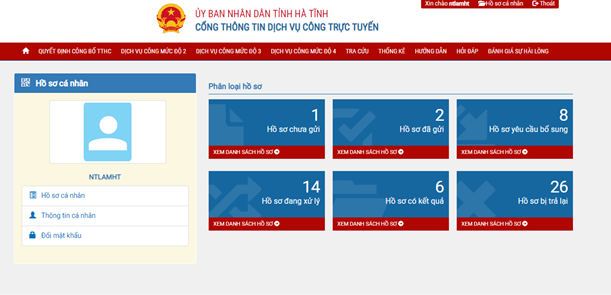 Xin chào ntlamht Hồ sơ cá nhân Thoát
ỦY BAN NHÂN DÂN TỈNH HÀ TĨNH
CỔNG THÔNG TIN DỊCH VỤ CÔNG TRỰC TUYẾN
QUYẾT ĐỊNH CÔNG BỐ TTHC DỊCH VỤ CÔNG MỨC ĐỘ 2 DỊCH VỤ CÔNG MỨC ĐỘ 3 DỊCH VỤ CÔNG MỨC ĐỘ 4 TRA CỨU THỐNG KÊ HƯỚNG DẪN HỎI ĐÁP ĐÁNH GIÁ SỰ HÀI LÒNG
Hồ sơ cá nhân
NTLAMHT
Hồ sơ cá nhân
Thông tin cá nhân
Đổi mật khẩu
Phân loại hồ sơ
1
Hồ sơ chưa gửi
XEM DANH SÁCH HỒ SƠ
2
Hồ sơ đã gửi
XEM DANH SÁCH HỒ SƠ
8
Hồ sơ yêu cầu bổ sung
XEM DANH SÁCH HỒ SƠ
14
Hồ sơ đang xử lý
XEM DANH SÁCH HỒ SƠ
6
Hồ sơ có kết quả
XEM DANH SÁCH HỒ SƠ
26
Hồ sơ bị trả lại
XEM DANH SÁCH HỒ SƠ